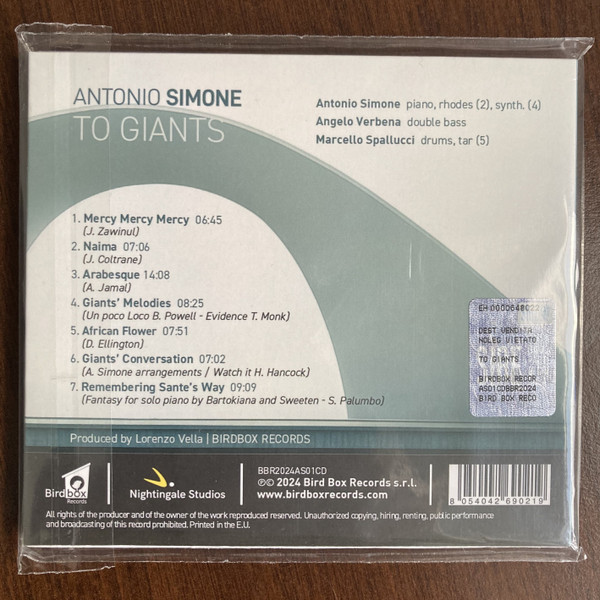 ANTONIO SIMONE
TO GIANTS
Antonio Simone piano, rhodes (2), synth. (4)
Angelo Verbena double bass
Marcello Spallucci drums, tar (5)
1. Mercy Mercy Mercy 06:45
(J. Zawinul)
2. Naima 07:06
(J. Coltrane)
3. Arabesque 14:08
(A. Jamal)
4. Giants' Melodies 08:25
(Un poco Loco B. Powell - Evidence T. Monk)
5. African Flower 07:51
(D. Ellington)
6. Giants' Conversation 07:02
(A. Simone arrangements / Watch it H. Hancock)
7. Remembering Sante's Way 09:09
(Fantasy for solo piano by Bartokiana and Sweeten - S. Palumbo)
EH 0000648022
DEST VENDITA
NOLEG VIETATO
TO GIANTS
BIRDBOX RECOR
AS01CDBBR2024
BIRD BOX RECO
Produced by Lorenzo Vella | BIRDBOX RECORDS
Birdbox
Records
Nightingale Studios
BBR2024AS01CD
℗© 2024 Bird Box Records s.r.l.
www.birdboxrecords.com
8 054042 690219
All rights of the producer and of the owner of the work reproduced reserved. Unauthorized copying, hiring, renting, public performance
and broadcasting of this record prohibited. Printed in the E.U.